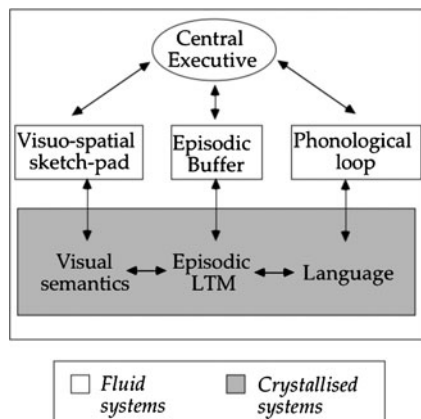 Central
Executive
Visuo-spatial
sketch-pad
Episodic
Buffer
Phonological
loop
Visual
semantics
Episodic
LTM
Language
Fluid
systems
Crystallised
systems